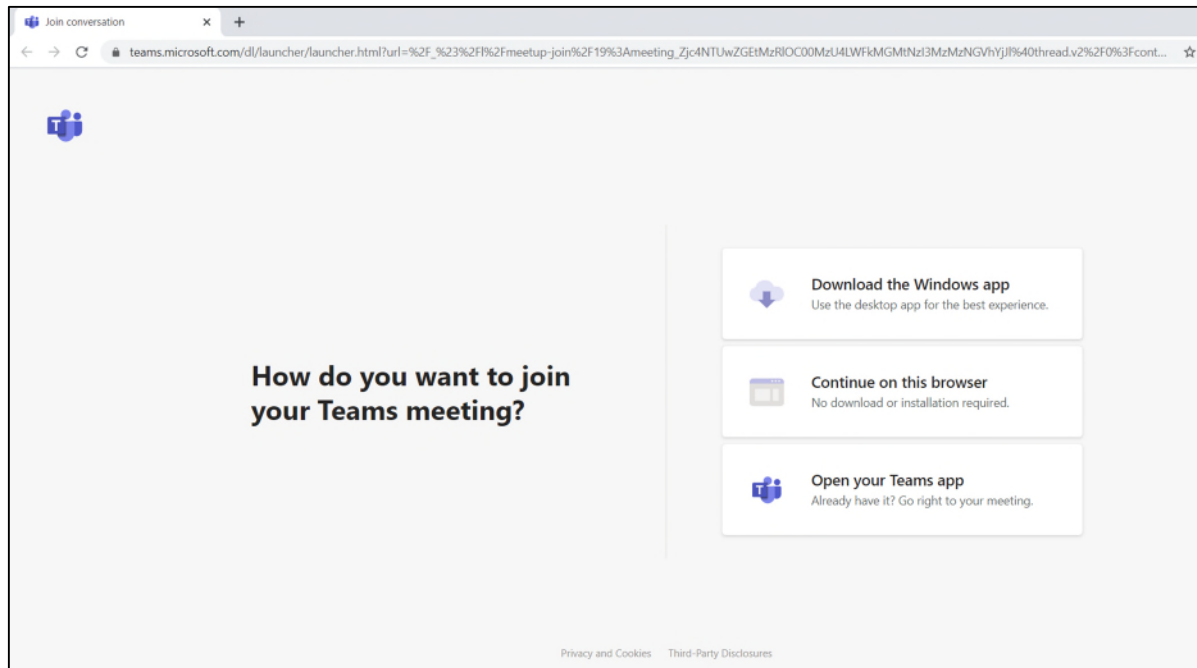 Join conversation
teams.microsoft.com/dl/launcher/launcher.html?url=%2F_%23%2Fl%2Fmeetup-join%2F19%3Ameeting_Zjc4NTUwZGEtMzRlOC00MzU4LWFkMGMtNzI3MzMzNGVhYjJl%40thread.v2%2F0%3Fcont...
T
How do you want to join
your Teams meeting?
Download the Windows app
Use the desktop app for the best experience.
Continue on this browser
No download or installation required.
T
Open your Teams app
Already have it? Go right to your meeting.
Privacy and Cookies Third-Party Disclosures